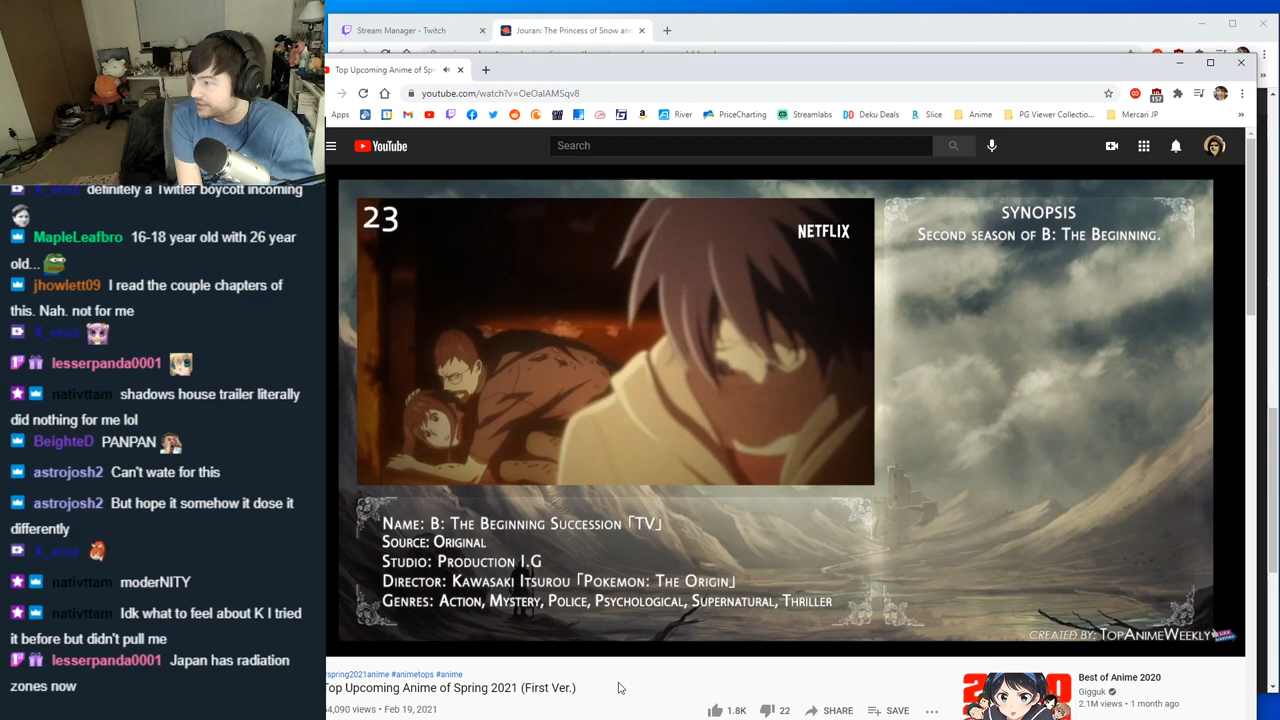 Stream Manager - Twitch
Jouran: The Princess of Snow an
Top Upcoming Anime of Spr
youtube.com/watch?v=OeOalAMSqv8
157
Apps
River
PriceCharting
Streamlabs
Deku Deals
Slice
Anime
PG Viewer Collectio...
Mercari JP
YouTube
Search
definitely a Twitter boycott incoming
MapleLeafbro 16-18 year old with 26 year
old...
jhowlett09 I read the couple chapters of
this. Nah. not for me
lesserpanda0001
nativttam shadows house trailer literally
did nothing for me lol
BeighteD PANPAN
astrojosh2 Can't wate for this
astrojosh2 But hope it somehow it dose it
differently
nativttam moderNITY
nativttam Idk what to feel about K I tried
it before but didn't pull me
lesserpanda0001 Japan has radiation
zones now
23
NETFLIX
SYNOPSIS
SECOND SEASON OF B: THE BEGINNING.
NAME: B: THE BEGINNING SUCCESSION「TV」
SOURCE: ORIGINAL
STUDIO: PRODUCTION I.G
DIRECTOR: KAWASAKI ITSUROU「POKEMON: THE ORIGIN」
GENRES: ACTION, MYSTERY, POLICE, PSYCHOLOGICAL, SUPERNATURAL, THRILLER
CREATED BY: TOPANIMEWEEKLY
spring2021anime #animetops #anime
Top Upcoming Anime of Spring 2021 (First Ver.)
4,090 views • Feb 19, 2021
1.8K
22
SHARE
SAVE
Best of Anime 2020
Gigguk
2.1M views • 1 month ago